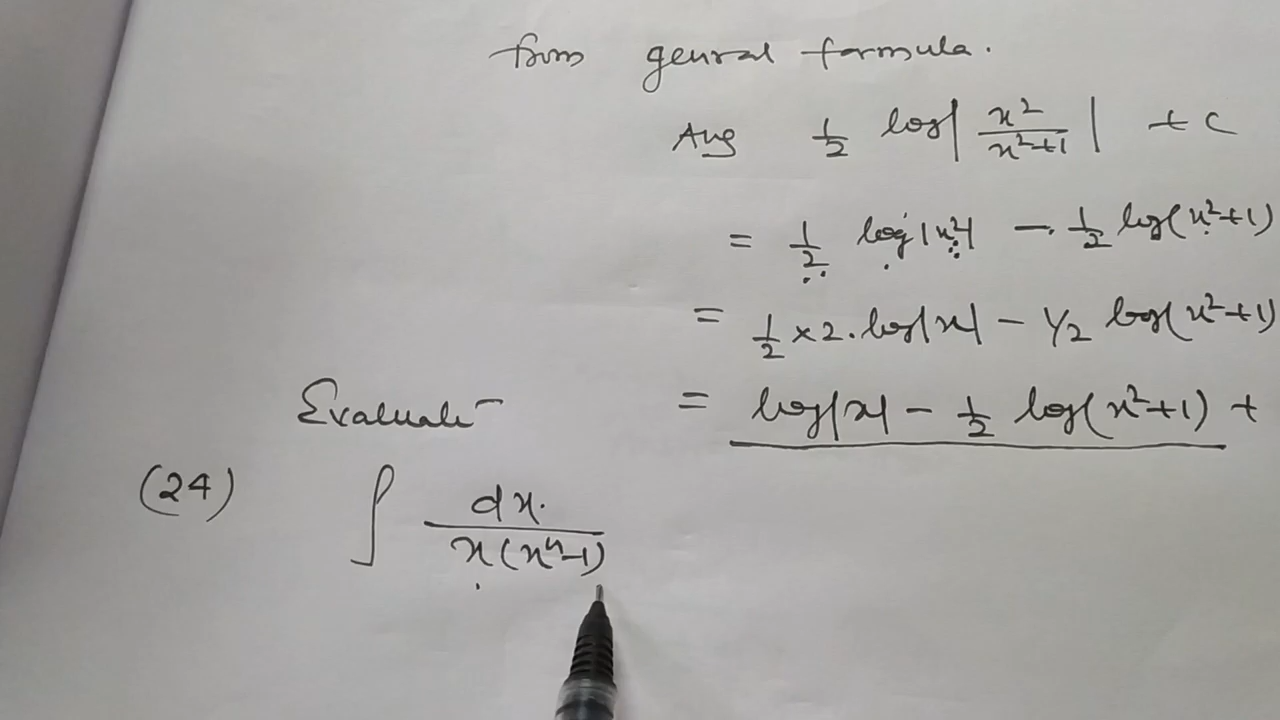 from general formula.
Ans 1/2 log|x²/(x²+1)| + c
= 1/2 log|x²| - 1/2 log(x²+1)
= 1/2 × 2 . log|x| - 1/2 log(x²+1)
= log|x| - 1/2 log(x²+1) +
Evaluate -
(24) ∫ dx. / x(xⁿ-1)